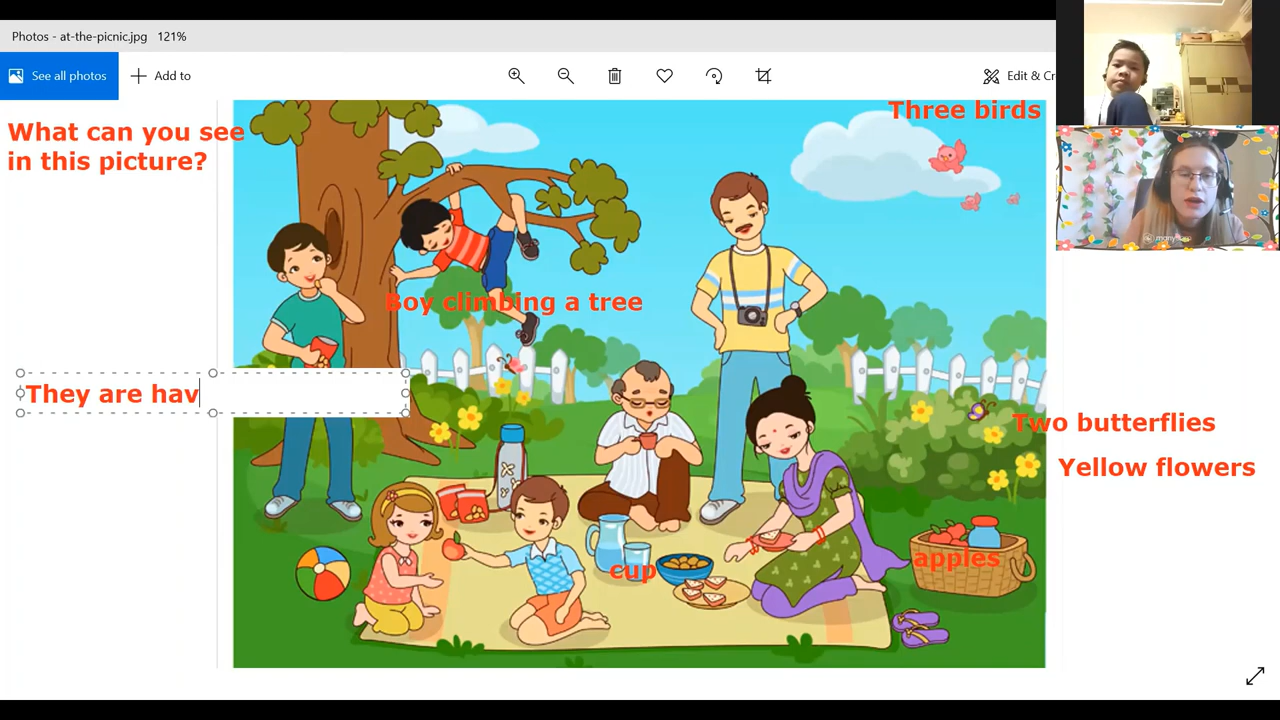 Photos - at-the-picnic.jpg 121%
See all photos
Add to
Edit & Cr
What can you see
in this picture?
Three birds
Boy climbing a tree
They are hav
Two butterflies
Yellow flowers
cup
apples